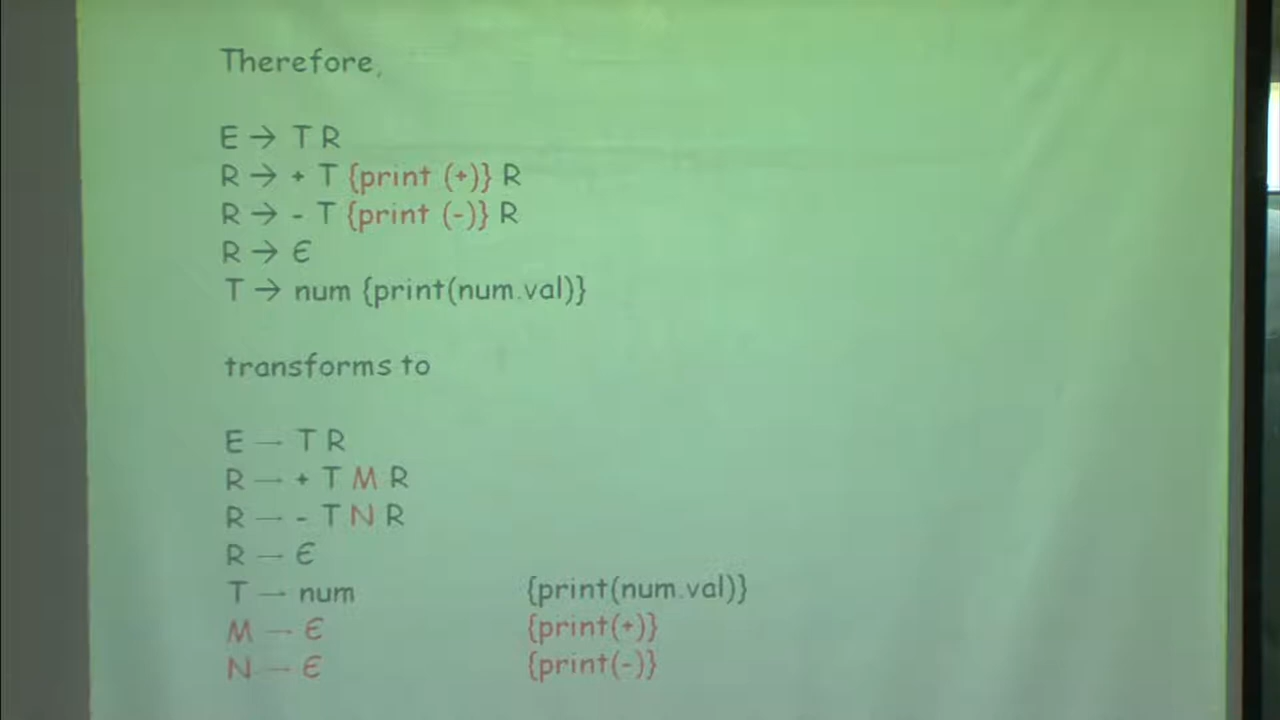 Therefore,
E → T R
R → + T {print (+)} R
R → - T {print (-)} R
R → ϵ
T → num {print(num.val)}
transforms to
E → T R
R → + T M R
R → - T N R
R → ϵ
T → num {print(num.val)}
M → ϵ {print(+)}
N → ϵ {print(-)}